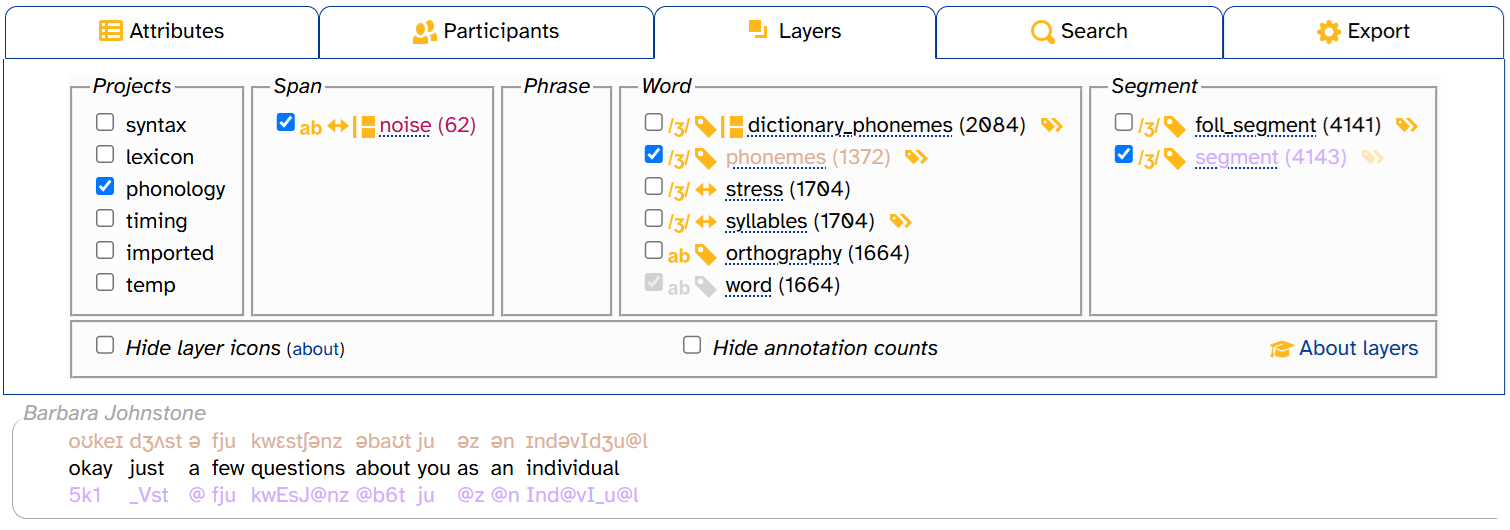 Attributes Participants Layers Search Export
Projects Span Phrase Word Segment
syntax ab noise (62) /ʒ/ dictionary_phonemes (2084) /ʒ/ foll_segment (4141)
lexicon /ʒ/ phonemes (1372) /ʒ/ segment (4143)
phonology /ʒ/ stress (1704)
timing /ʒ/ syllables (1704)
imported ab orthography (1664)
temp ab word (1664)
Hide layer icons (about) Hide annotation counts About layers
Barbara Johnstone
oʊkeɪ dʒʌst ə fju kwɛstʃənz əbaʊt ju əz ən ɪndəvIdʒu@l
okay just a few questions about you as an individual
5k1 _Vst @ fju kwEsJ@nz @b6t ju @z @n Ind@vI_u@l